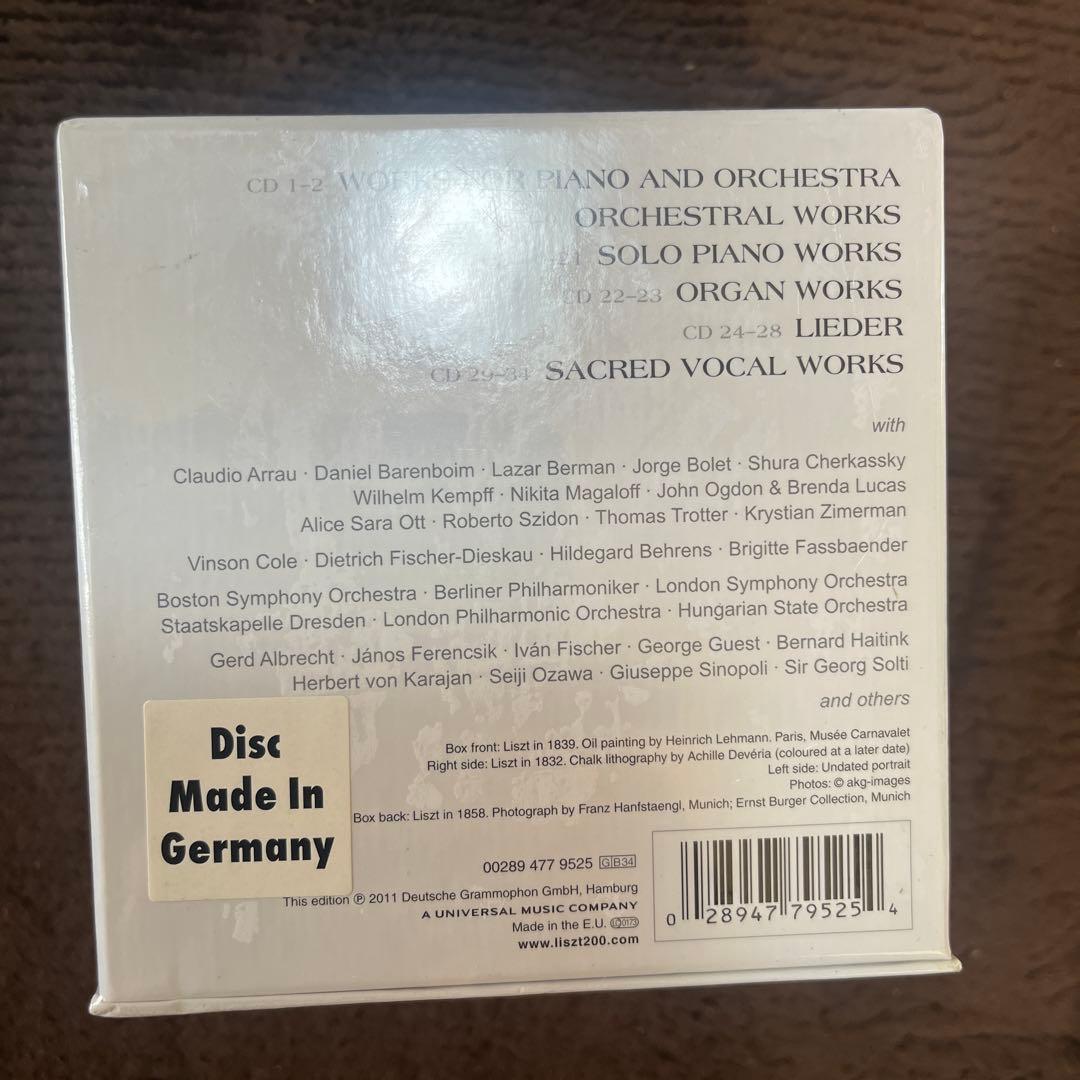 CD 1–2 WORKS FOR PIANO AND ORCHESTRA
ORCHESTRAL WORKS
SOLO PIANO WORKS
CD 22–23 ORGAN WORKS
CD 24–28 LIEDER
CD 29–34 SACRED VOCAL WORKS
with
Claudio Arrau · Daniel Barenboim · Lazar Berman · Jorge Bolet · Shura Cherkassky
Wilhelm Kempff · Nikita Magaloff · John Ogdon & Brenda Lucas
Alice Sara Ott · Roberto Szidon · Thomas Trotter · Krystian Zimerman
Vinson Cole · Dietrich Fischer-Dieskau · Hildegard Behrens · Brigitte Fassbaender
Boston Symphony Orchestra · Berliner Philharmoniker · London Symphony Orchestra
Staatskapelle Dresden · London Philharmonic Orchestra · Hungarian State Orchestra
Gerd Albrecht · János Ferencsik · Iván Fischer · George Guest · Bernard Haitink
Herbert von Karajan · Seiji Ozawa · Giuseppe Sinopoli · Sir Georg Solti
and others
Disc
Made In
Germany
Box front: Liszt in 1839. Oil painting by Heinrich Lehmann. Paris, Musée Carnavalet
Right side: Liszt in 1832. Chalk lithography by Achille Devéria (coloured at a later date)
Left side: Undated portrait
Photos: © akg-images
Box back: Liszt in 1858. Photograph by Franz Hanfstaengl, Munich; Ernst Burger Collection, Munich
00289 477 9525 GB34
This edition ℗ 2011 Deutsche Grammophon GmbH, Hamburg
A UNIVERSAL MUSIC COMPANY
Made in the E.U. LC0173
www.liszt200.com
0 28947 79525 4